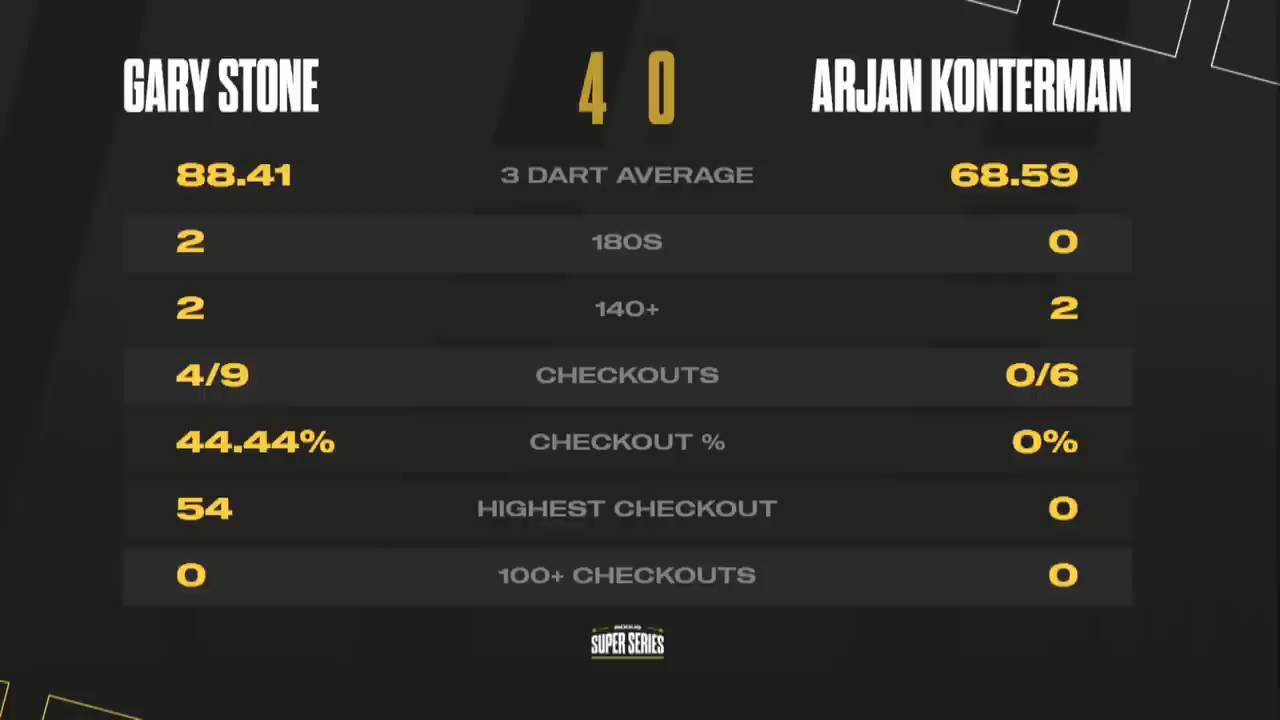 GARY STONE 4 0 ARJAN KONTERMAN
88.41 3 DART AVERAGE 68.59
2 180S 0
2 140+ 2
4/9 CHECKOUTS 0/6
44.44% CHECKOUT % 0%
54 HIGHEST CHECKOUT 0
0 100+ CHECKOUTS 0
SUPER SERIES